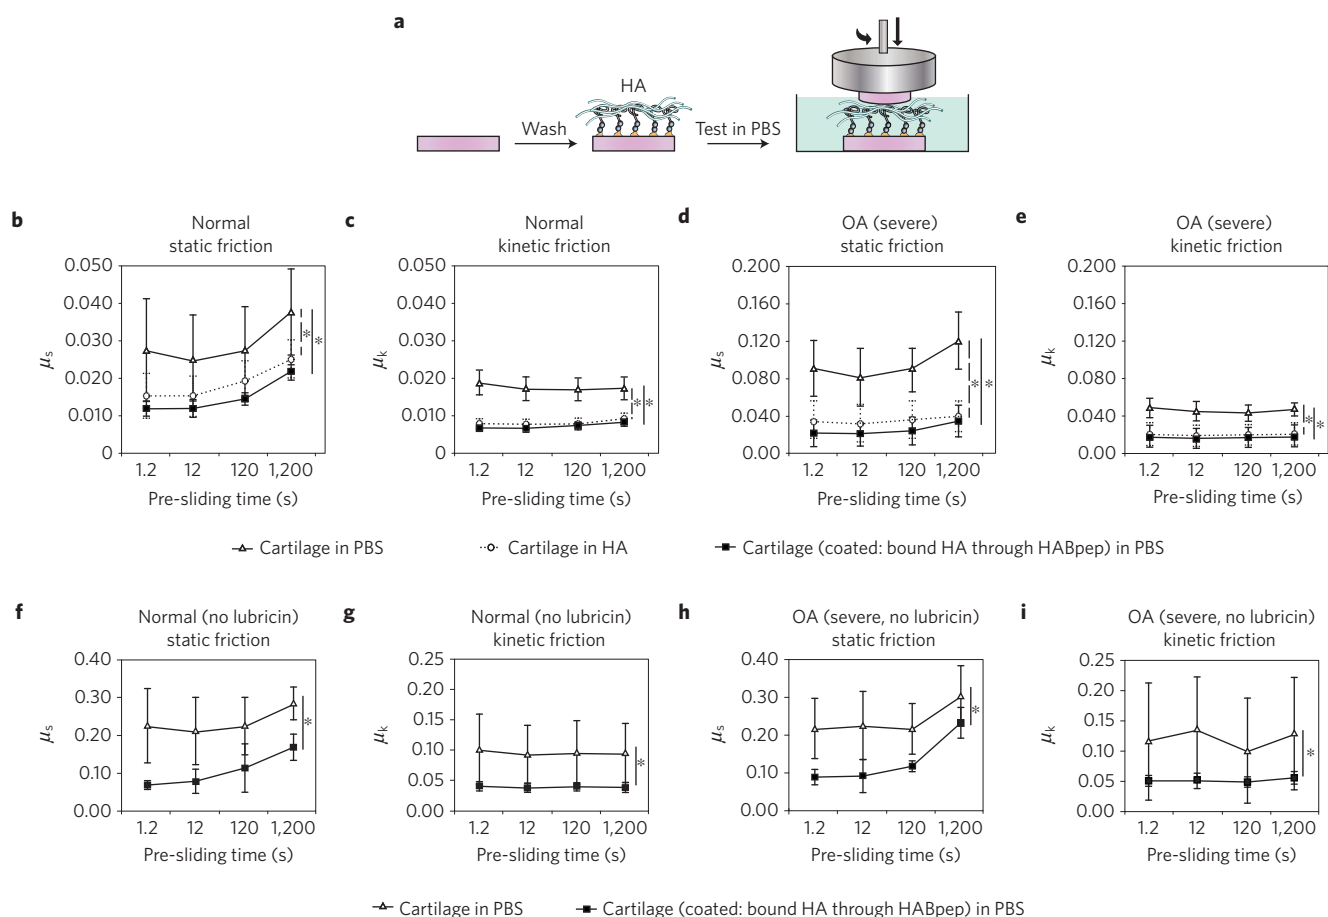 a
HA
Wash
Test in PBS
b
Normal
static friction
0.050
0.040
0.030
0.020
0.010
0
μs
1.2 12 120 1,200
Pre-sliding time (s)
* *
c
Normal
kinetic friction
0.050
0.040
0.030
0.020
0.010
0
μk
1.2 12 120 1,200
Pre-sliding time (s)
* *
d
OA (severe)
static friction
0.200
0.160
0.120
0.080
0.040
0.00
μs
1.2 12 120 1,200
Pre-sliding time (s)
* *
e
OA (severe)
kinetic friction
0.200
0.160
0.120
0.080
0.040
0.00
μk
1.2 12 120 1,200
Pre-sliding time (s)
* *
Cartilage in PBS
Cartilage in HA
Cartilage (coated: bound HA through HABpep) in PBS
f
Normal (no lubricin)
static friction
0.40
0.30
0.20
0.10
0.00
μs
1.2 12 120 1,200
Pre-sliding time (s)
*
g
Normal (no lubricin)
kinetic friction
0.25
0.20
0.15
0.10
0.05
0.00
μk
1.2 12 120 1,200
Pre-sliding time (s)
*
h
OA (severe, no lubricin)
static friction
0.40
0.30
0.20
0.10
0.00
μs
1.2 12 120 1,200
Pre-sliding time (s)
*
i
OA (severe, no lubricin)
kinetic friction
0.25
0.20
0.15
0.10
0.05
0.00
μk
1.2 12 120 1,200
Pre-sliding time (s)
*
Cartilage in PBS
Cartilage (coated: bound HA through HABpep) in PBS